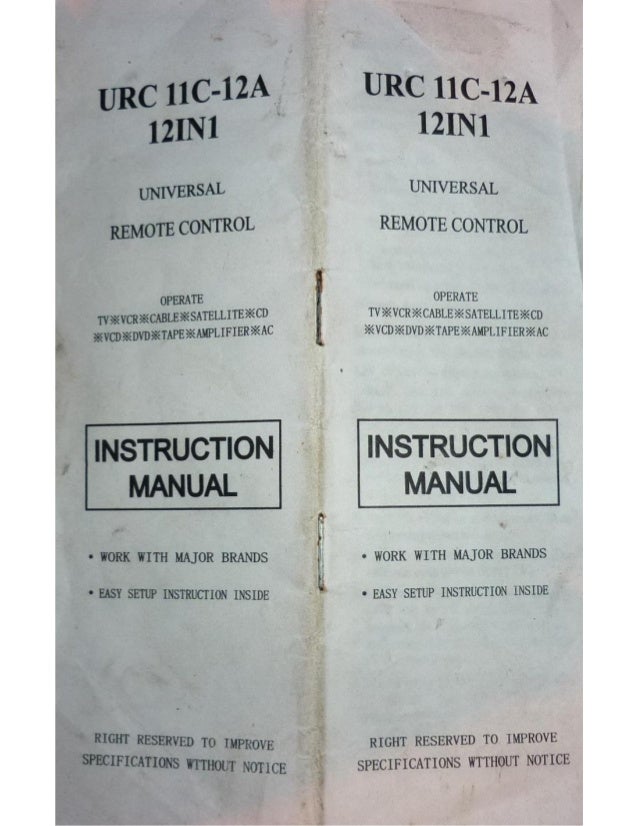 URC 11C-12A
12IN1
UNIVERSAL
REMOTE CONTROL
OPERATE
TV※VCR※CABLE※SATELLITE※CD
※VCD※DVD※TAPE※AMPLIFIER※AC
INSTRUCTION
MANUAL
• WORK WITH MAJOR BRANDS
• EASY SETUP INSTRUCTION INSIDE
RIGHT RESERVED TO IMPROVE
SPECIFICATIONS WTTHOUT NOTICE
URC 11C-12A
12IN1
UNIVERSAL
REMOTE CONTROL
OPERATE
TV※VCR※CABLE※SATELLITE※CD
※VCD※DVD※TAPE※AMPLIFIER※AC
INSTRUCTION
MANUAL
• WORK WITH MAJOR BRANDS
• EASY SETUP INSTRUCTION INSIDE
RIGHT RESERVED TO IMPROVE
SPECIFICATIONS WTTHOUT NOTICE